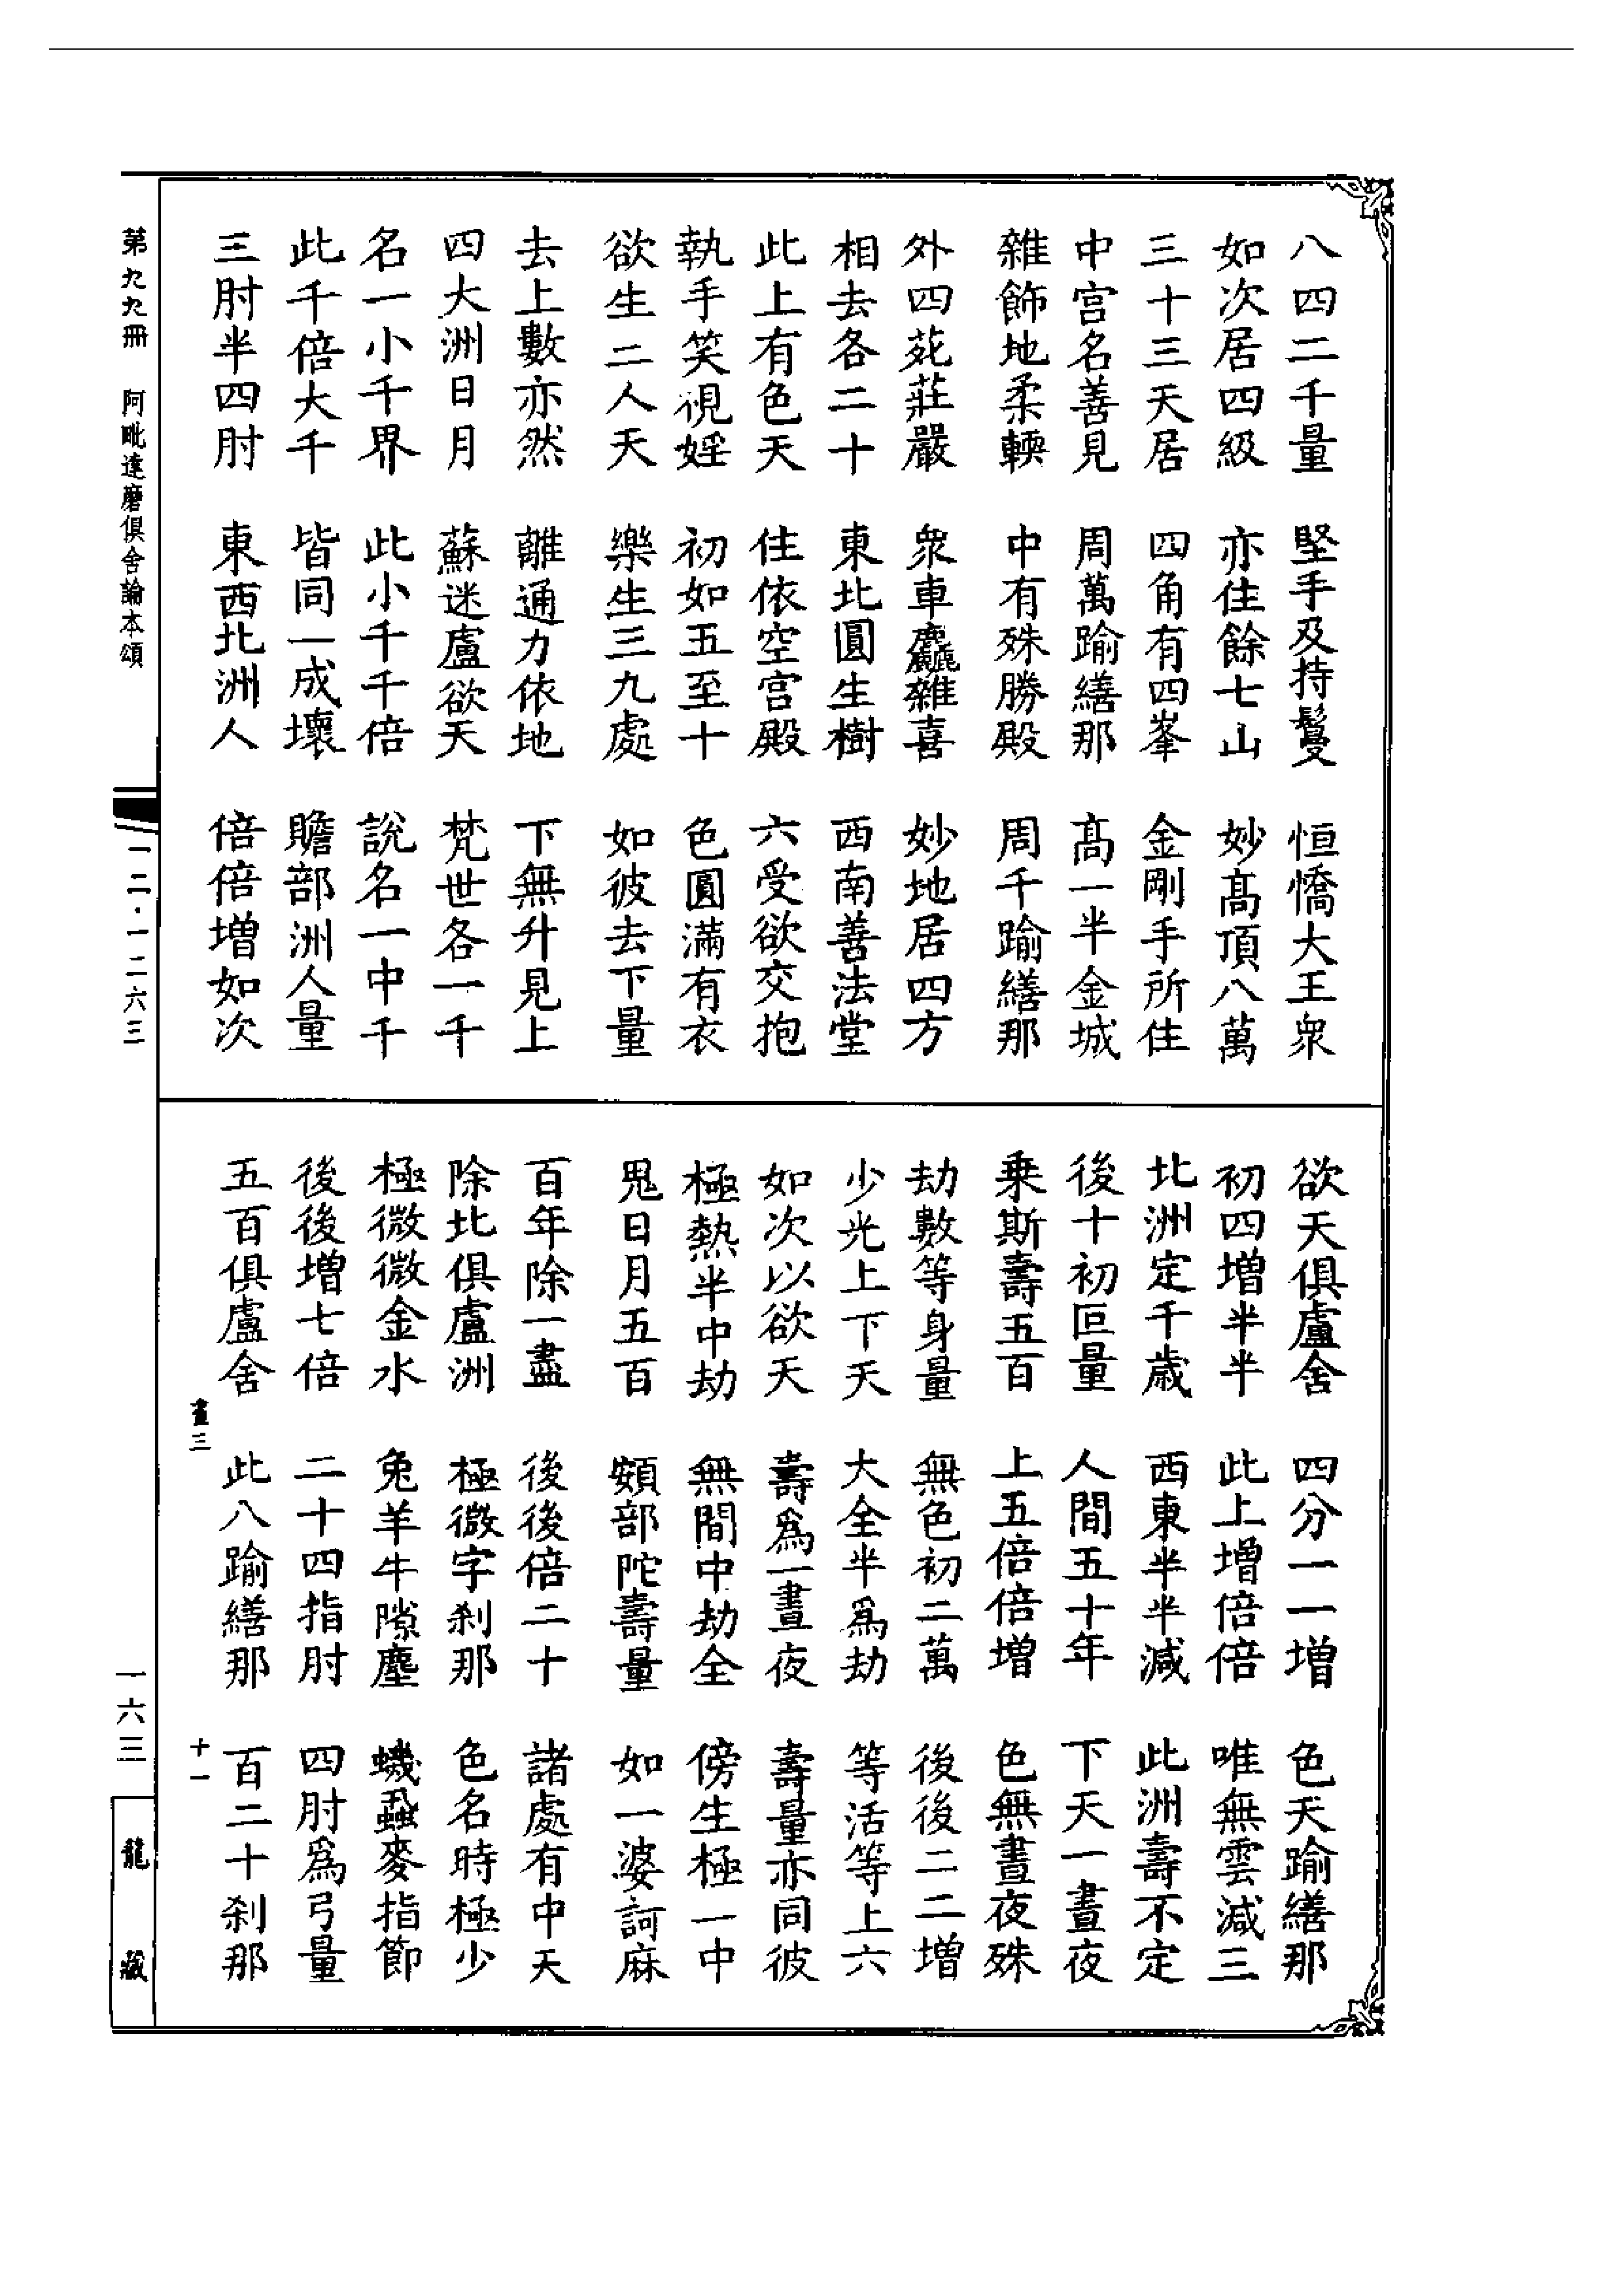 八四二千量　堅手及持鬘　恒憍大王衆
如次居四級　亦住餘七山　妙髙頂八萬
三十三天居　四角有四峯　金剛手所住
中宮名善見　周萬踰繕那　髙一半金城
雜飾地柔輭　中有殊勝殿　周千踰繕那
外四苑莊嚴　衆車麤雜喜　妙地居四方
相去各二十　東北圓生樹　西南善法堂
此上有色天　住依空宮殿　六受欲交抱
執手笑視婬　初如五至十　色圓滿有衣
欲生二人天　樂生三九處　如彼去下量
去上數亦然　離通力依地　下無升見上
四大洲日月　蘇迷盧欲天　梵世各一千
名一小千界　此小千千倍　說名一中千
此千倍大千　皆同一成壞　贍部洲人量
三肘半四肘　東西北洲人　倍倍增如次
欲天俱盧舍　四分一一增　色天踰繕那
初四增半半　此上增倍倍　唯無雲減三
北洲定千歲　西東半半減　此洲壽不定
後十初叵量　人間五十年　下天一晝夜
乗斯壽五百　上五倍倍增　色無晝夜殊
劫數等身量　無色初二萬　後後二二增
少光上下天　大全半爲劫　等活等上六
如次以欲天　壽爲一晝夜　壽量亦同彼
極熱半中劫　無間中劫全　傍生極一中
鬼日月五百　頞部陀壽量　如一婆訶麻
百年除一盡　後後倍二十　諸處有中夭
除北俱盧洲　極微字刹那　色名時極少
極微微金水　兔羊牛隙塵　蟣蝨麥指節
後後增七倍　二十四指肘　四肘爲弓量
五百俱盧舍　此八踰繕那　百二十刹那
晝三　十一
第九九冊　阿毗達磨俱舍論本頌
一二·一二六三
一六三
龍藏